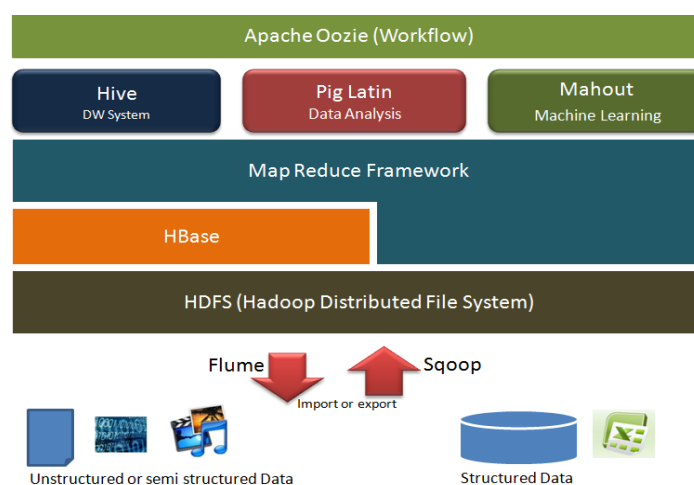 Apache Oozie (Workflow)
Hive
DW System
Pig Latin
Data Analysis
Mahout
Machine Learning
Map Reduce Framework
HBase
HDFS (Hadoop Distributed File System)
Flume
Sqoop
Import or export
Unstructured or semi structured Data
Structured Data